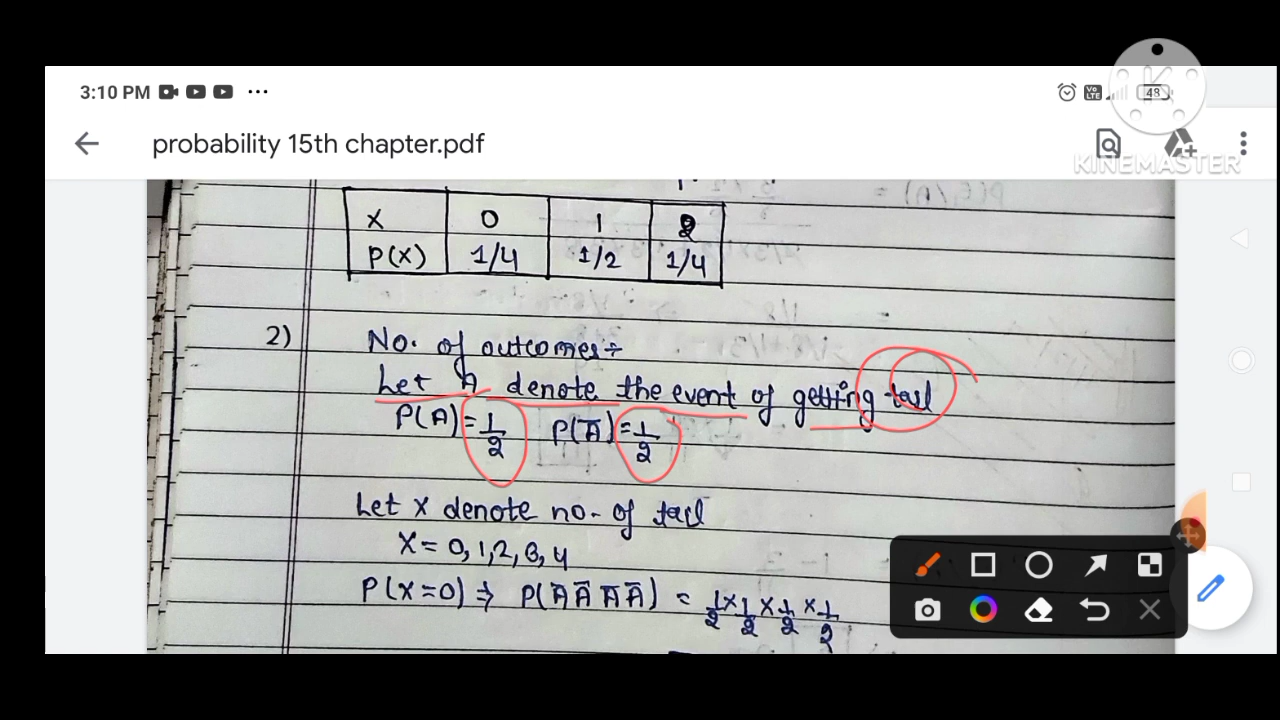 3:10 PM ... 48
probability 15th chapter.pdf
KINEMASTER
X 0 1 2
P(X) 1/4 1/2 1/4
2) No. of outcomes÷
Let A denote the event of getting tail
P(A)=1/2 P(Ā)=1/2
Let X denote no. of tail
X = 0,1,2,3,4
P(X=0) ⇒ P(Ā Ā Ā Ā) = 1/2 × 1/2 × 1/2 × 1/2